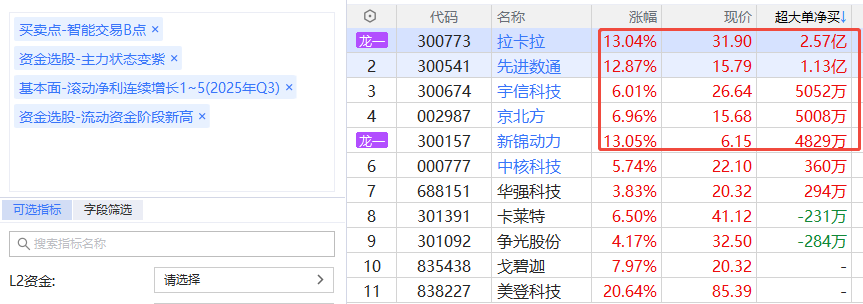 买卖点-智能交易B点 ×
资金选股-主力状态变紫 ×
基本面-滚动净利连续增长1~5(2025年Q3) ×
资金选股-流动资金阶段新高 ×
可选指标 字段筛选
搜索指标名称
L2资金: 请选择
代码 名称 涨幅 现价 超大单净买↓
龙一 300773 拉卡拉 13.04% 31.90 2.57亿
2 300541 先进数通 12.87% 15.79 1.13亿
3 300674 宇信科技 6.01% 26.64 5052万
4 002987 京北方 6.96% 15.68 5008万
龙一 300157 新锦动力 13.05% 6.15 4829万
6 000777 中核科技 5.74% 22.10 360万
7 688151 华强科技 3.83% 20.32 294万
8 301391 卡莱特 6.50% 41.12 -231万
9 301092 争光股份 4.17% 32.50 -284万
10 835438 戈碧迦 7.97% 20.32 -
11 838227 美登科技 20.64% 85.39 -